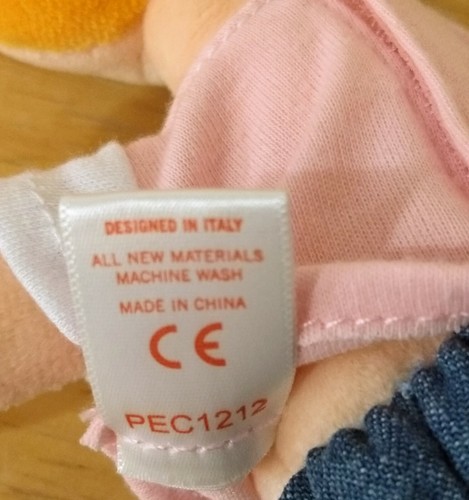 DESIGNED IN ITALY
ALL NEW MATERIALS
MACHINE WASH
MADE IN CHINA
CE
PEC1212